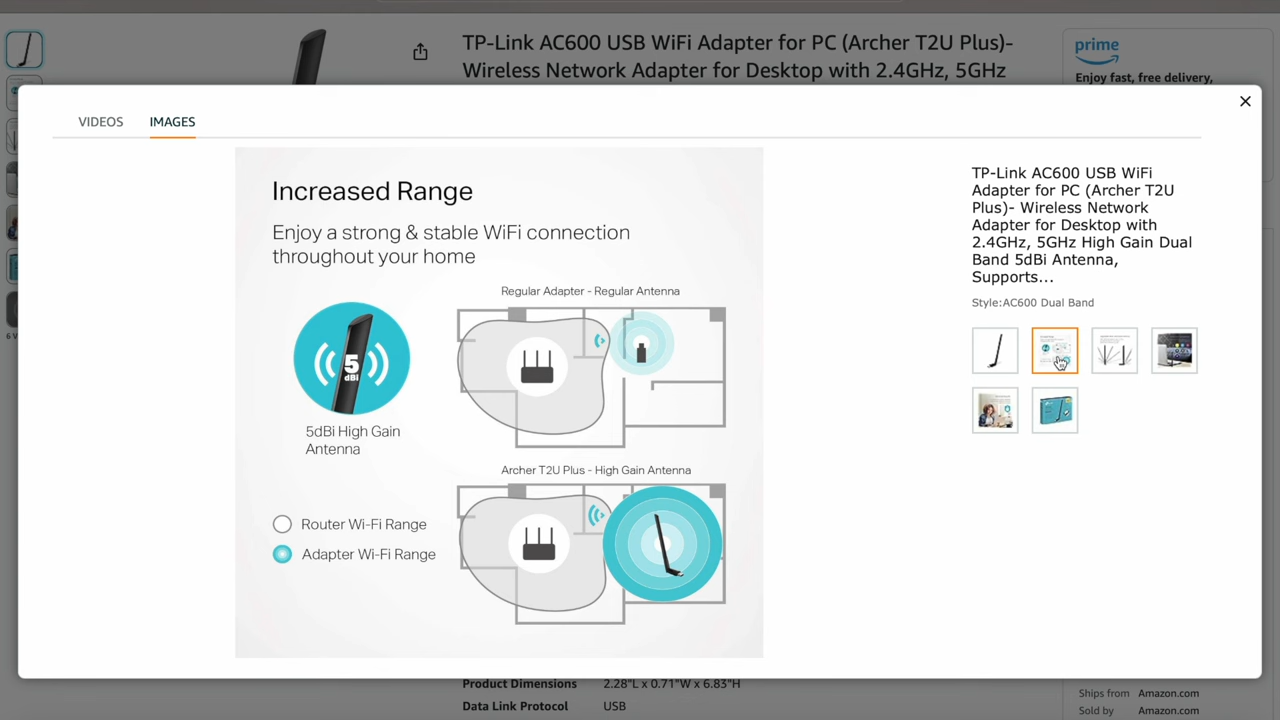 TP-Link AC600 USB WiFi Adapter for PC (Archer T2U Plus)-
Wireless Network Adapter for Desktop with 2.4GHz, 5GHz
prime
Enjoy fast, free delivery,
VIDEOS
IMAGES
Increased Range
Enjoy a strong & stable WiFi connection
throughout your home
Regular Adapter - Regular Antenna
5
dBi
5dBi High Gain
Antenna
Archer T2U Plus - High Gain Antenna
Router Wi-Fi Range
Adapter Wi-Fi Range
TP-Link AC600 USB WiFi
Adapter for PC (Archer T2U
Plus)- Wireless Network
Adapter for Desktop with
2.4GHz, 5GHz High Gain Dual
Band 5dBi Antenna,
Supports...
Style:AC600 Dual Band
Product Dimensions 2.28"L x 0.71"W x 6.83"H
Data Link Protocol USB
Ships from Amazon.com
Sold by Amazon.com